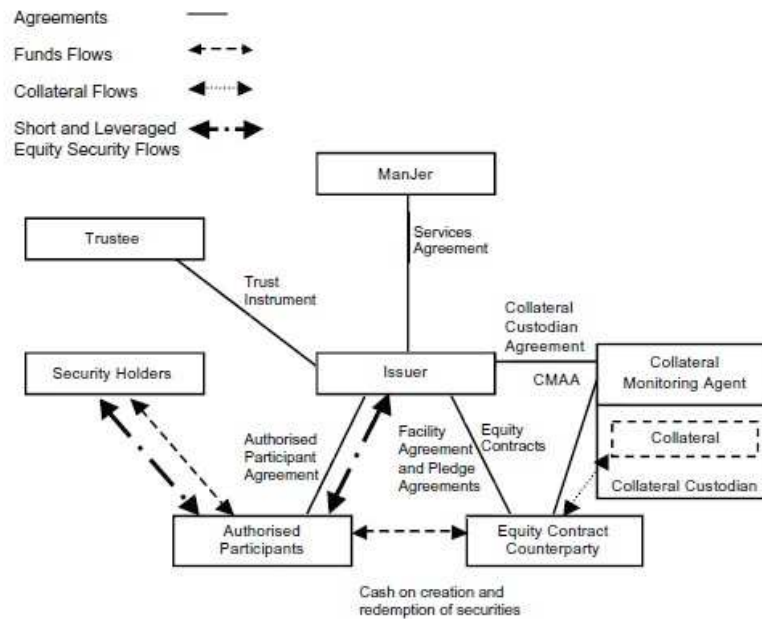 Agreements
Funds Flows
Collateral Flows
Short and Leveraged
Equity Security Flows
ManJer
Trustee
Services
Agreement
Trust
Instrument
Collateral
Custodian
Agreement
Security Holders
Issuer
CMAA
Collateral
Monitoring Agent
Authorised
Participant
Agreement
Facility
Agreement
and Pledge
Agreements
Equity
Contracts
Collateral
Collateral Custodian
Authorised
Participants
Equity Contract
Counterparty
Cash on creation and
redemption of securities